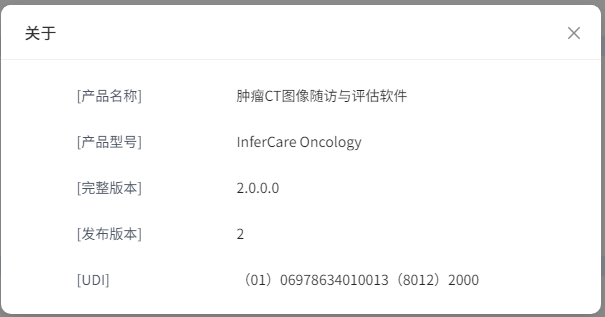 关于
[产品名称] 肿瘤CT图像随访与评估软件
[产品型号] InferCare Oncology
[完整版本] 2.0.0.0
[发布版本] 2
[UDI] （01）06978634010013（8012）2000